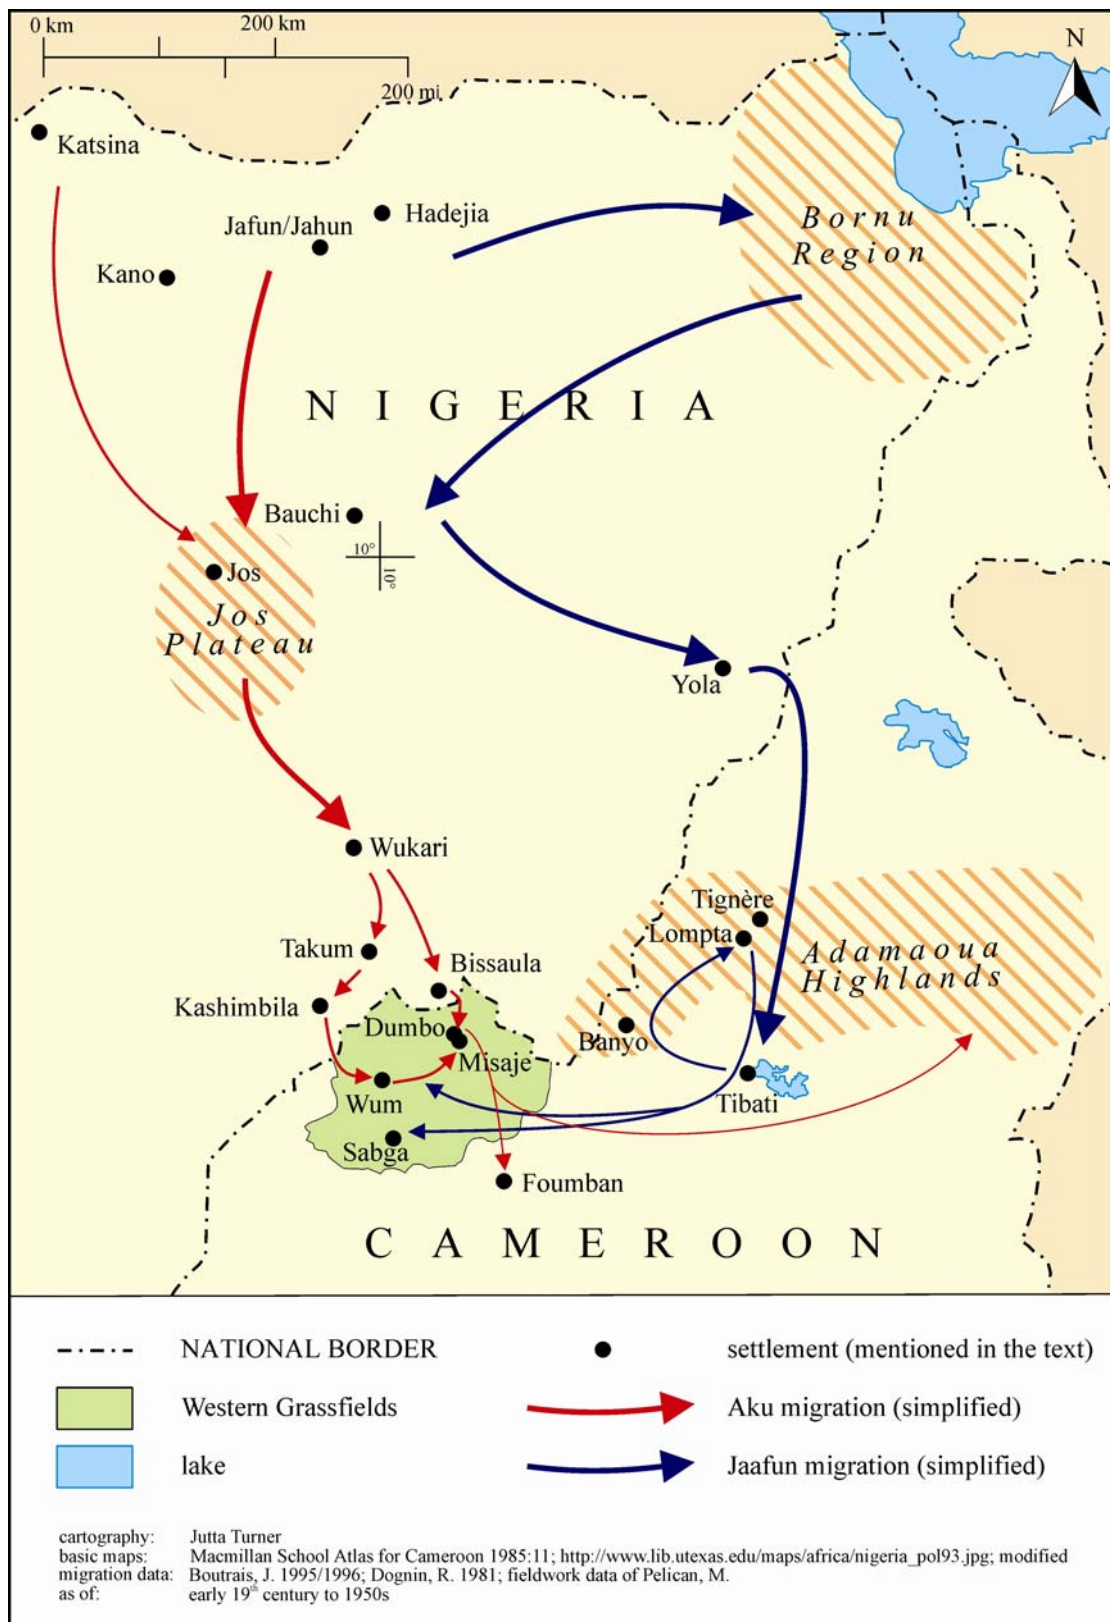 0 km
200 km
200 mi
N
Katsina
Hadejia
Jafun/Jahun
Kano
Bornu
Region
NIGERIA
Bauchi
10°
10°
Jos
Jos
Plateau
Yola
Wukari
Tignère
Lompta
Takum
Bissaula
Adamaoua
Highlands
Kashimbila
Dumbo
Banyo
Misaje
Wum
Tibati
Sabga
Foumban
CAMEROON
NATIONAL BORDER
settlement (mentioned in the text)
Western Grassfields
Aku migration (simplified)
lake
Jaafun migration (simplified)
cartography: Jutta Turner
basic maps: Macmillan School Atlas for Cameroon 1985:11; http://www.lib.utexas.edu/maps/africa/nigeria_pol93.jpg; modified
migration data: Boutrais, J. 1995/1996; Dognin, R. 1981; fieldwork data of Pelican, M.
as of: early 19th century to 1950s